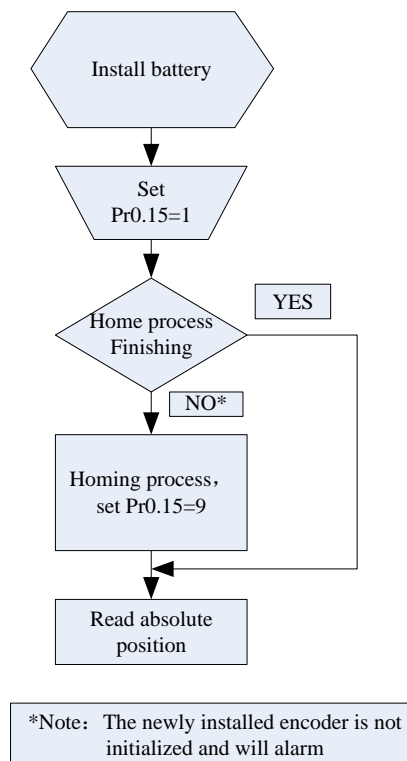 Install battery
Set
Pr0.15=1
Home process
Finishing
YES
NO*
Homing process，
set Pr0.15=9
Read absolute
position
*Note：The newly installed encoder is not
initialized and will alarm